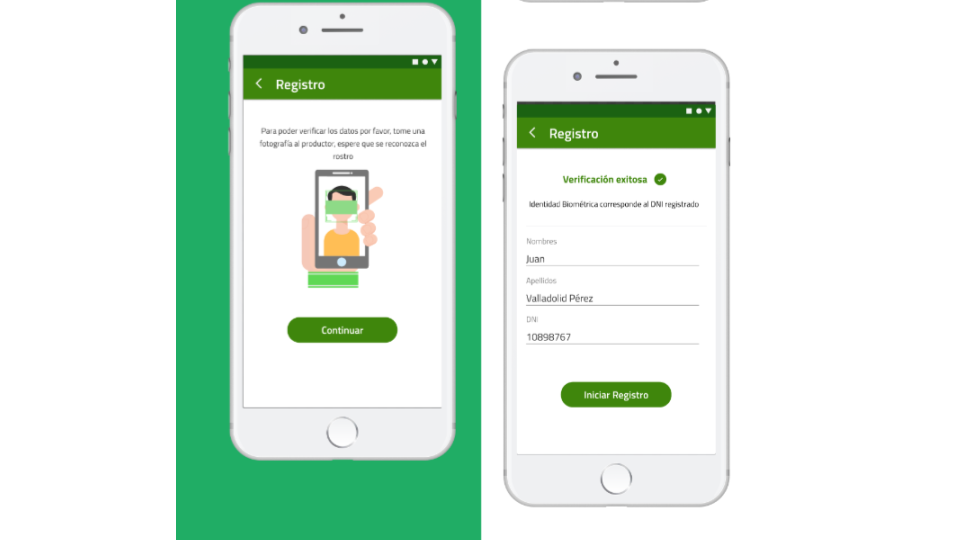 Registro
Para poder verificar los datos por favor, tome una
fotografía al productor, espere que se reconozca el
rostro
Continuar
Registro
Verificación exitosa
Identidad Biométrica corresponde al DNI registrado
Nombres
Juan
Apellidos
Valladolid Pérez
DNI
10898767
Iniciar Registro